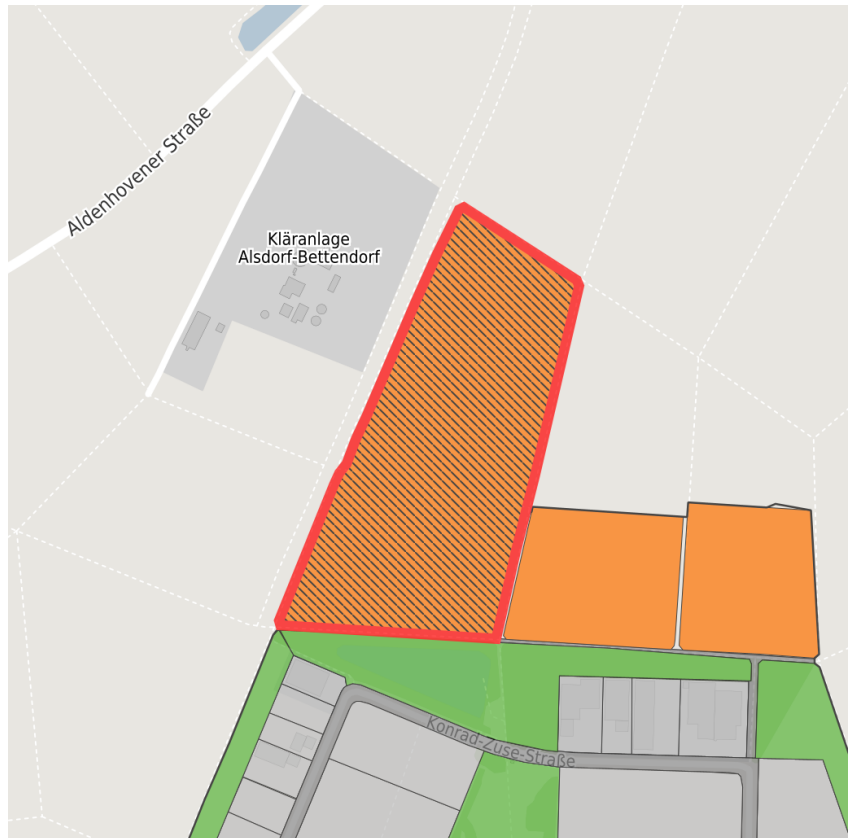 Aldenhovener Straße
Kläranlage
Alsdorf-Bettendorf
Konrad-Zuse-Straße